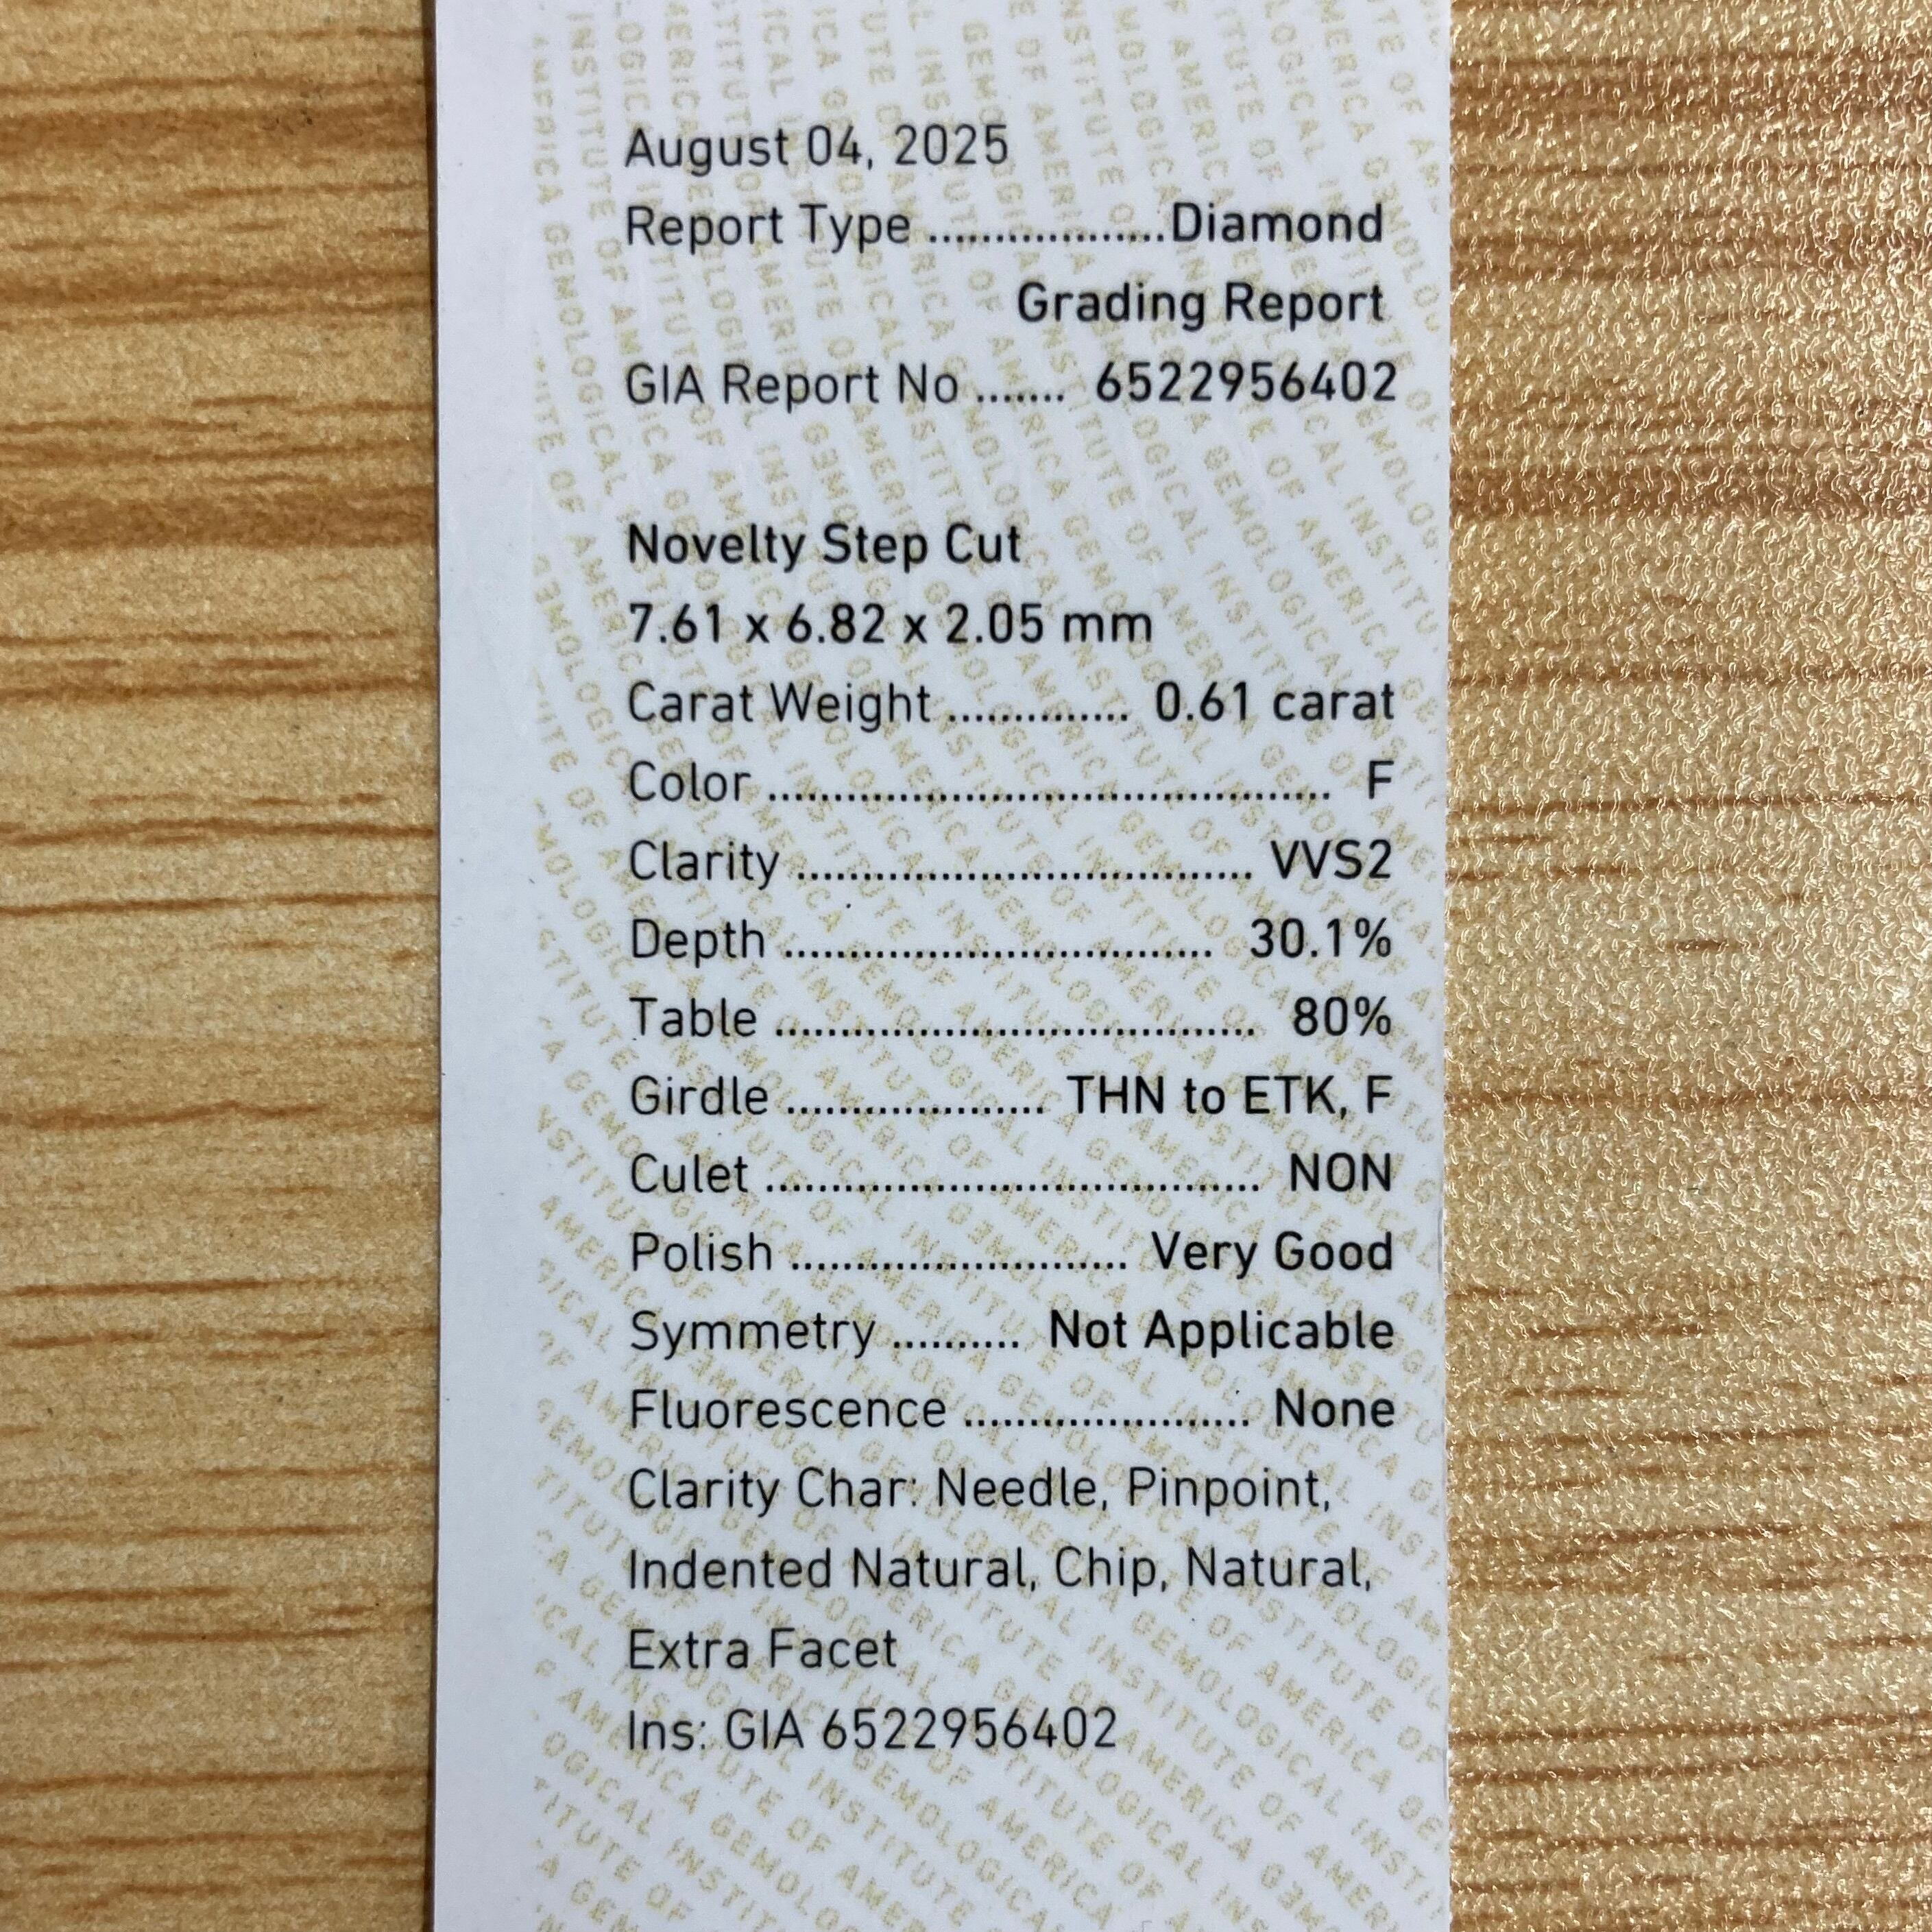 August 04, 2025
Report Type ..................Diamond
Grading Report
GIA Report No ....... 6522956402
Novelty Step Cut
7.61 x 6.82 x 2.05 mm
Carat Weight .............. 0.61 carat
Color ........................................... F
Clarity ................................... VVS2
Depth ................................. 30.1%
Table ..................................... 80%
Girdle .................... THN to ETK, F
Culet ...................................... NON
Polish .......................... Very Good
Symmetry .......... Not Applicable
Fluorescence ...................... None
Clarity Char: Needle, Pinpoint,
Indented Natural, Chip, Natural,
Extra Facet
Ins: GIA 6522956402